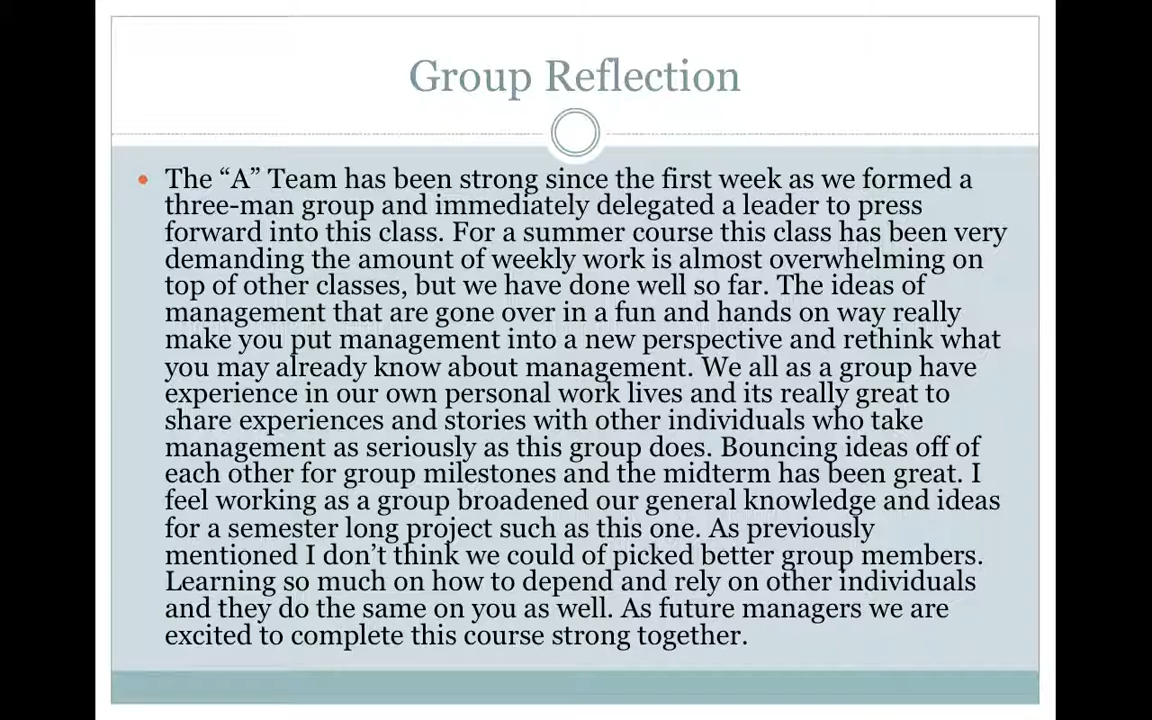 Group Reflection
• The “A” Team has been strong since the first week as we formed a
three-man group and immediately delegated a leader to press
forward into this class. For a summer course this class has been very
demanding the amount of weekly work is almost overwhelming on
top of other classes, but we have done well so far. The ideas of
management that are gone over in a fun and hands on way really
make you put management into a new perspective and rethink what
you may already know about management. We all as a group have
experience in our own personal work lives and its really great to
share experiences and stories with other individuals who take
management as seriously as this group does. Bouncing ideas off of
each other for group milestones and the midterm has been great. I
feel working as a group broadened our general knowledge and ideas
for a semester long project such as this one. As previously
mentioned I don’t think we could of picked better group members.
Learning so much on how to depend and rely on other individuals
and they do the same on you as well. As future managers we are
excited to complete this course strong together.